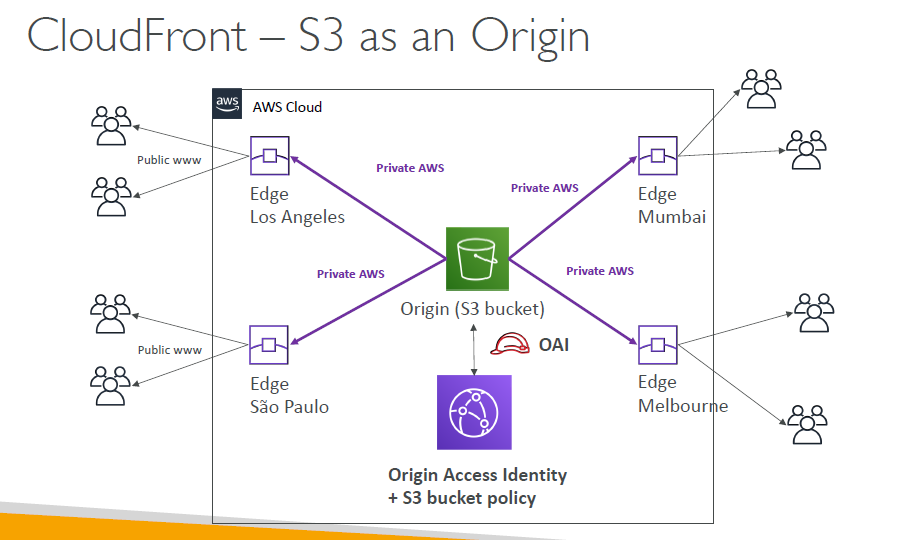 CloudFront – S3 as an Origin
aws
AWS Cloud
Public www
Private AWS
Private AWS
Edge
Los Angeles
Edge
Mumbai
Private AWS
Private AWS
Origin (S3 bucket)
Public www
OAI
Edge
São Paulo
Edge
Melbourne
Origin Access Identity
+ S3 bucket policy